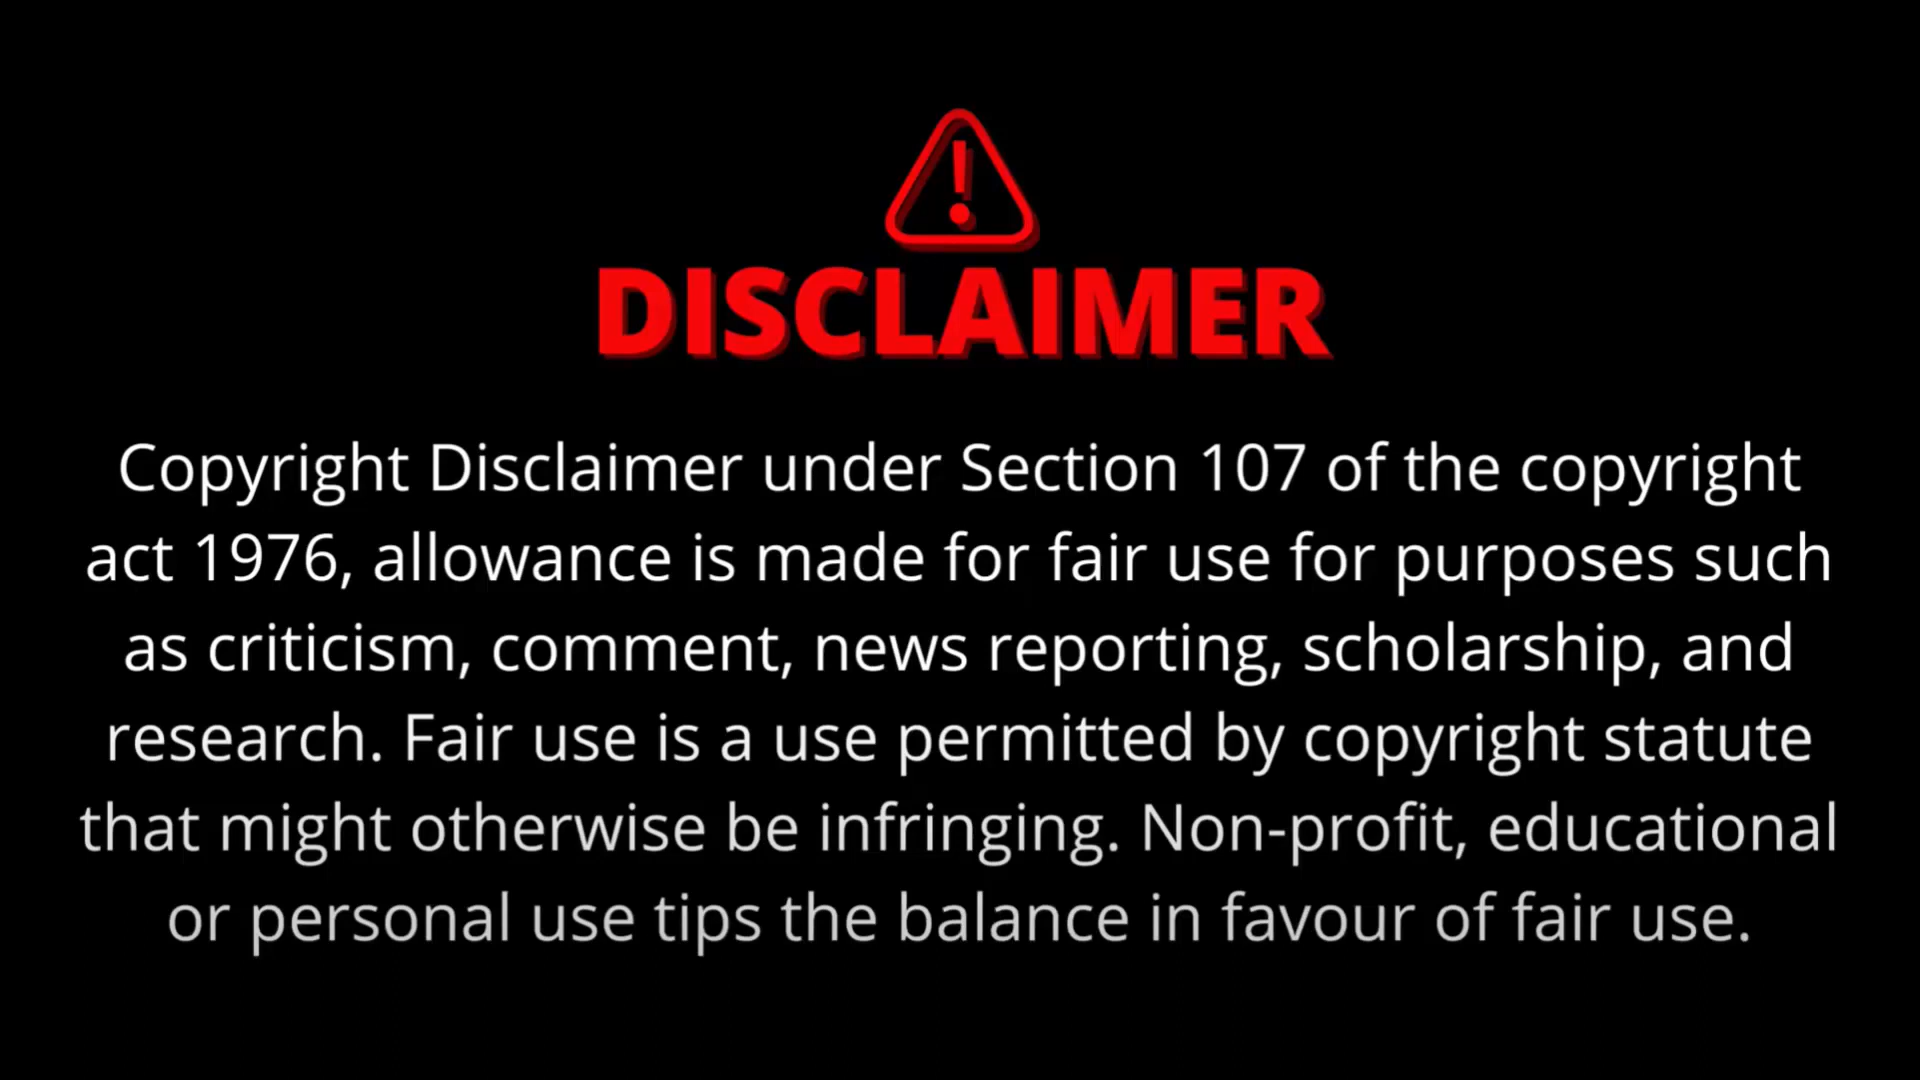 DISCLAIMER
Copyright Disclaimer under Section 107 of the copyright
act 1976, allowance is made for fair use for purposes such
as criticism, comment, news reporting, scholarship, and
research. Fair use is a use permitted by copyright statute
that might otherwise be infringing. Non-profit, educational
or personal use tips the balance in favour of fair use.